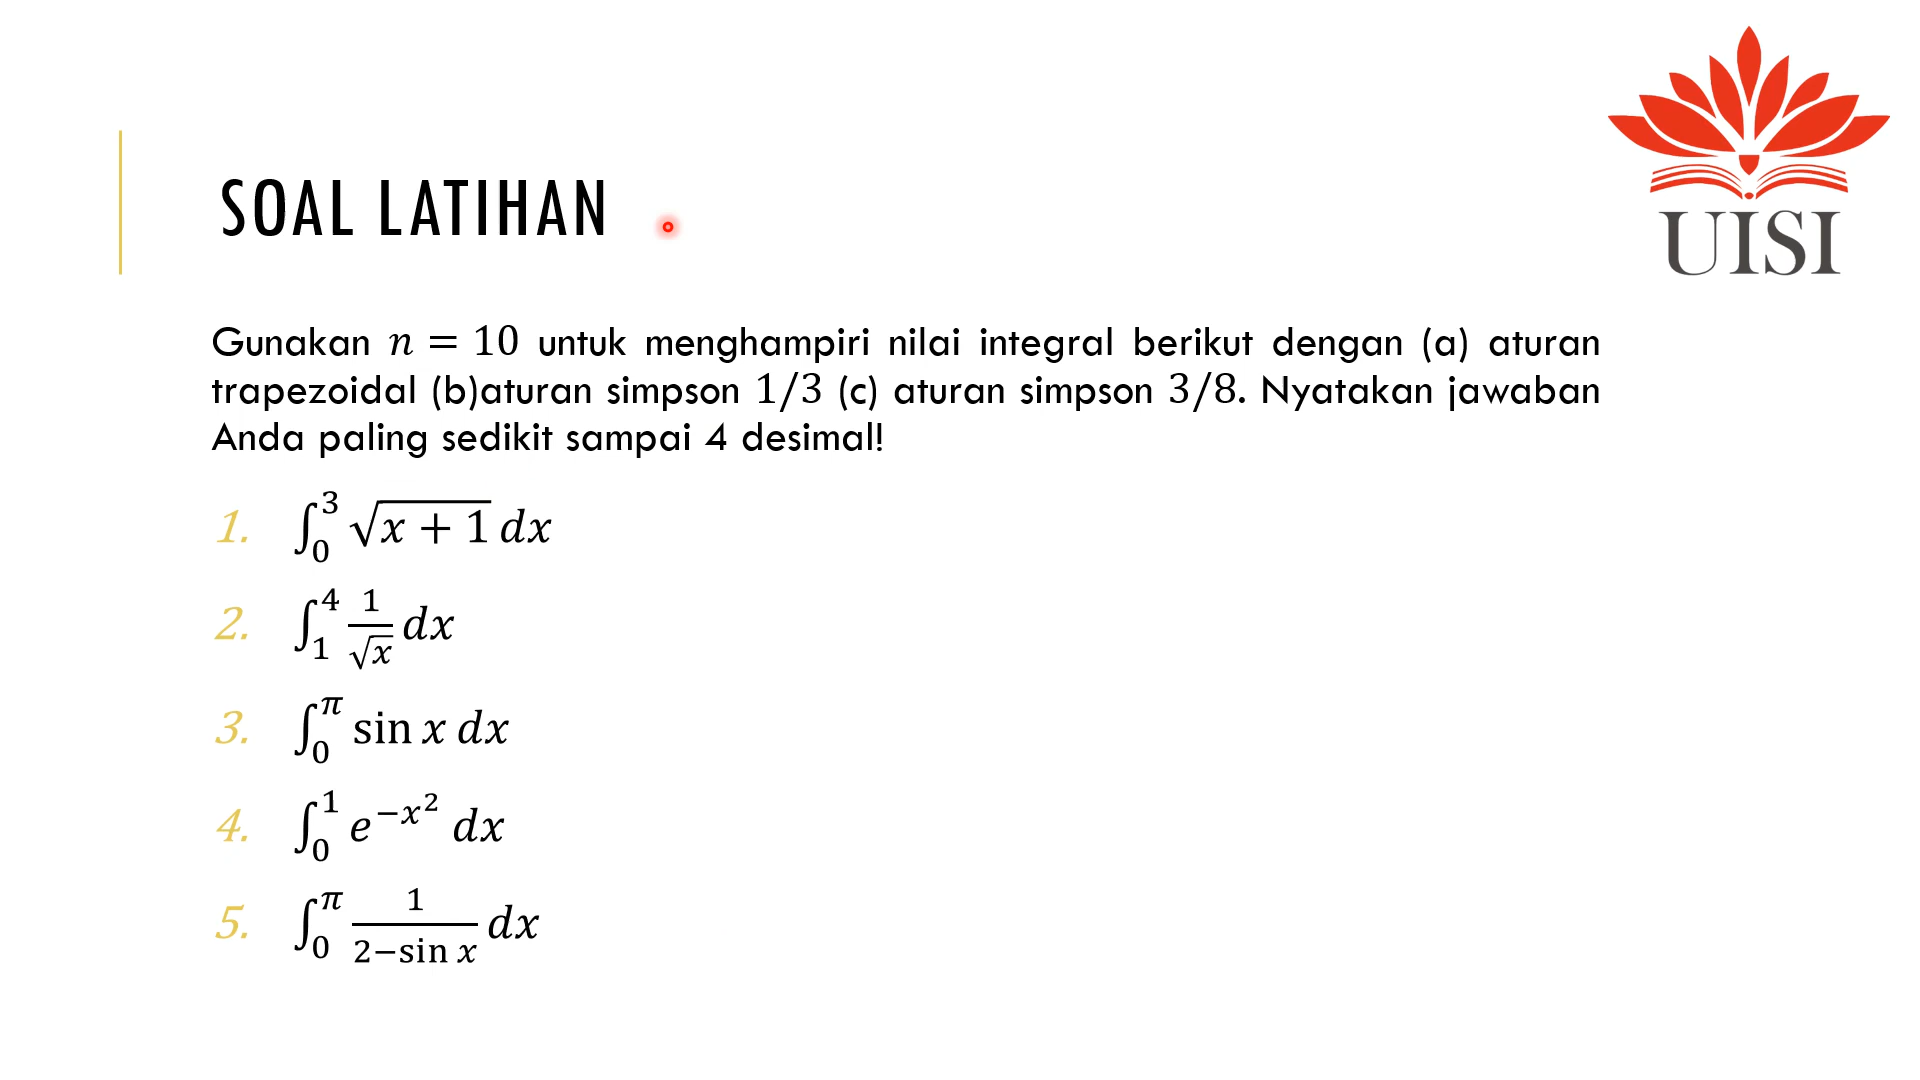 UISI
SOAL LATIHAN
Gunakan n = 10 untuk menghampiri nilai integral berikut dengan (a) aturan
trapezoidal (b)aturan simpson 1/3 (c) aturan simpson 3/8. Nyatakan jawaban
Anda paling sedikit sampai 4 desimal!
1. ∫₀³ √(x + 1) dx
2. ∫₁⁴ 1/√x dx
3. ∫₀^π sin x dx
4. ∫₀¹ e^(−x²) dx
5. ∫₀^π 1/(2−sin x) dx